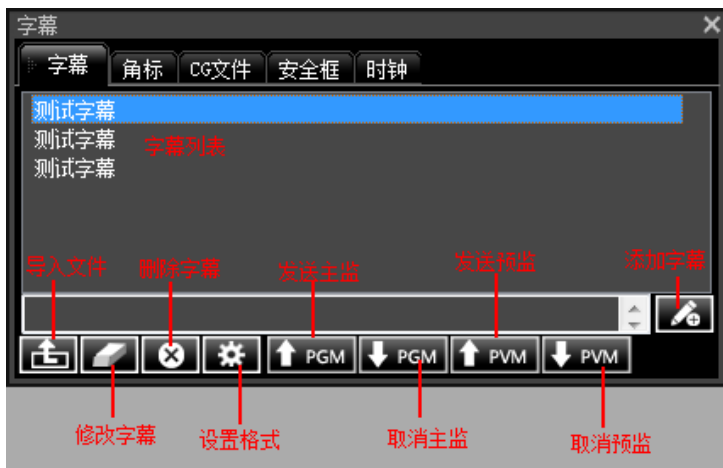 字幕
字幕 角标 CG文件 安全框 时钟
测试字幕
测试字幕
字幕列表
测试字幕
导入文件 删除字幕 发送主监 发送预监 添加字幕
PGM PGM PVM PVM
修改字幕 设置格式 取消主监 取消预监